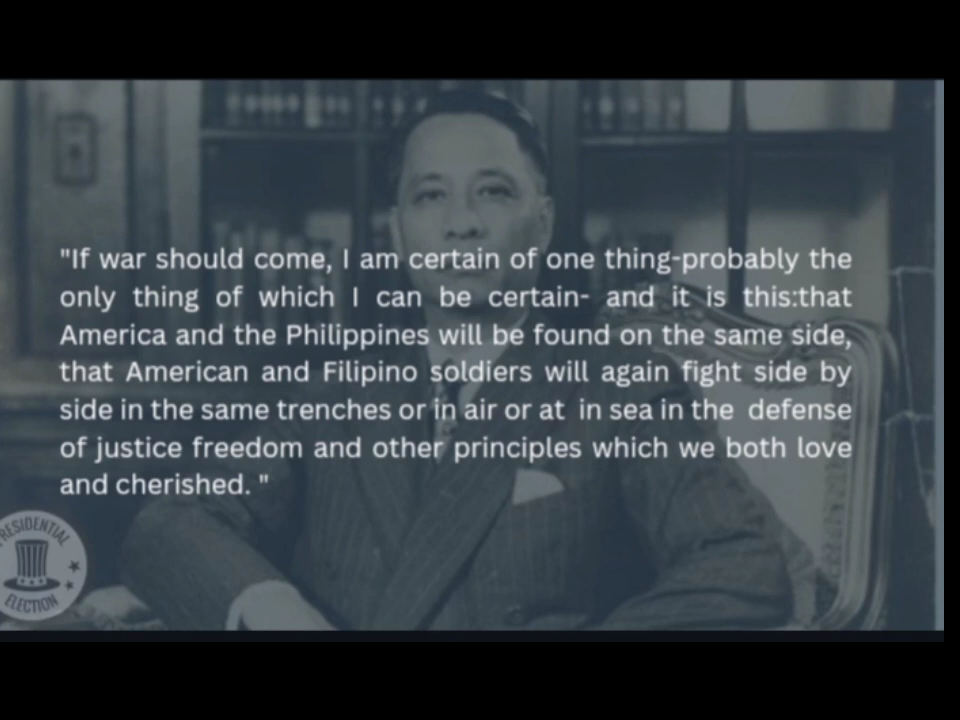 "If war should come, I am certain of one thing-probably the
only thing of which I can be certain- and it is this:that
America and the Philippines will be found on the same side,
that American and Filipino soldiers will again fight side by
side in the same trenches or in air or at in sea in the defense
of justice freedom and other principles which we both love
and cherished. "
PRESIDENTIAL
ELECTION